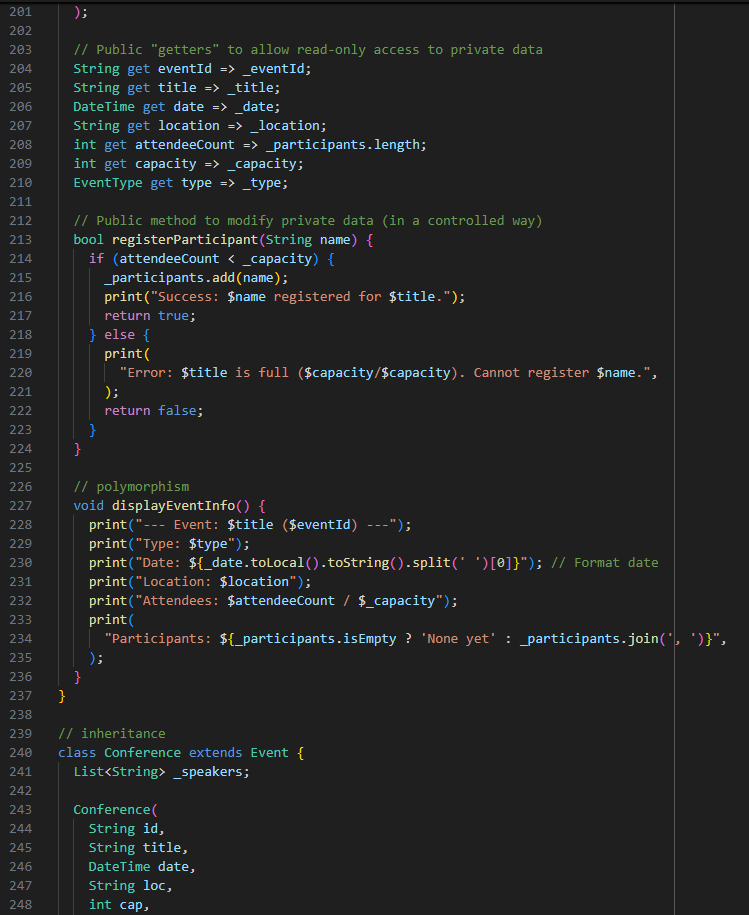 201 );
202
203 // Public "getters" to allow read-only access to private data
204 String get eventId => _eventId;
205 String get title => _title;
206 DateTime get date => _date;
207 String get location => _location;
208 int get attendeeCount => _participants.length;
209 int get capacity => _capacity;
210 EventType get type => _type;
211
212 // Public method to modify private data (in a controlled way)
213 bool registerParticipant(String name) {
214 if (attendeeCount < _capacity) {
215 _participants.add(name);
216 print("Success: $name registered for $title.");
217 return true;
218 } else {
219 print(
220 "Error: $title is full ($capacity/$capacity). Cannot register $name.",
221 );
222 return false;
223 }
224 }
225
226 // polymorphism
227 void displayEventInfo() {
228 print("--- Event: $title ($eventId) ---");
229 print("Type: $type");
230 print("Date: ${_date.toLocal().toString().split(' ')[0]}"); // Format date
231 print("Location: $location");
232 print("Attendees: $attendeeCount / $_capacity");
233 print(
234 "Participants: ${_participants.isEmpty ? 'None yet' : _participants.join(', ')}",
235 );
236 }
237 }
238
239 // inheritance
240 class Conference extends Event {
241 List<String> _speakers;
242
243 Conference(
244 String id,
245 String title,
246 DateTime date,
247 String loc,
248 int cap,